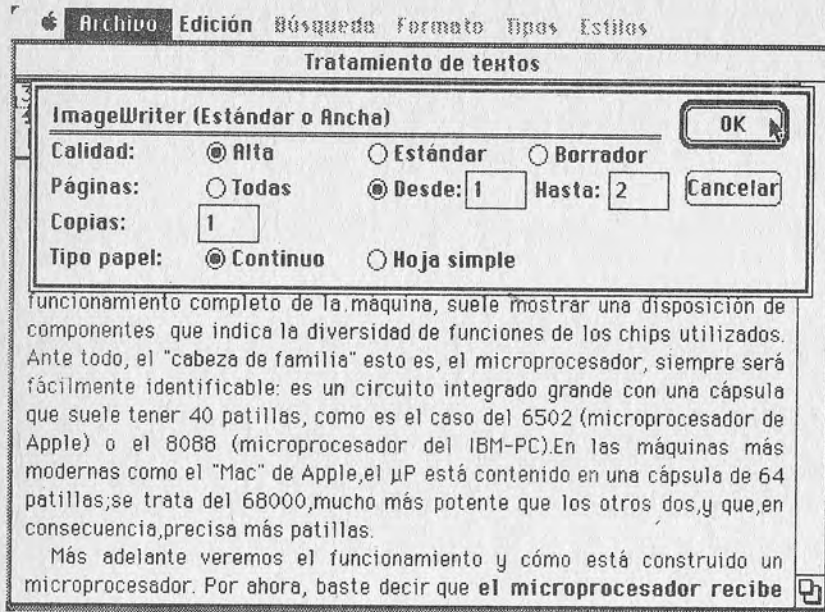 Archivo Edición Búsqueda Formato Tipos Estilos
Tratamiento de textos
ImageWriter (Estándar o Ancha)
OK
Calidad: Alta Estándar Borrador
Páginas: Todas Desde: 1 Hasta: 2 Cancelar
Copias: 1
Tipo papel: Continuo Hoja simple
funcionamiento completo de la máquina, suele mostrar una disposición de
componentes que indica la diversidad de funciones de los chips utilizados.
Ante todo, el "cabeza de familia" esto es, el microprocesador, siempre será
fácilmente identificable: es un circuito integrado grande con una cápsula
que suele tener 40 patillas, como es el caso del 6502 (microprocesador de
Apple) o el 8088 (microprocesador del IBM-PC).En las máquinas más
modernas como el "Mac" de Apple,el µP está contenido en una cápsula de 64
patillas;se trata del 68000,mucho más potente que los otros dos,y que,en
consecuencia,precisa más patillas.
Más adelante veremos el funcionamiento y cómo está construido un
microprocesador. Por ahora, baste decir que el microprocesador recibe